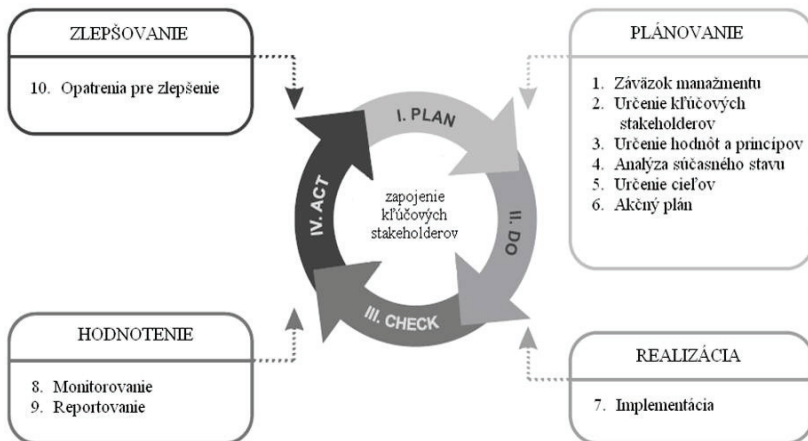 ZLEPŠOVANIE
10. Opatrenia pre zlepšenie
PLÁNOVANIE
1. Záväzok manažmentu
2. Určenie kľúčových
stakeholderov
3. Určenie hodnôt a princípov
4. Analýza súčasného stavu
5. Určenie cieľov
6. Akčný plán
I. PLAN
II. DO
III. CHECK
IV. ACT
zapojenie
kľúčových
stakeholderov
HODNOTENIE
8. Monitorovanie
9. Reportovanie
REALIZÁCIA
7. Implementácia